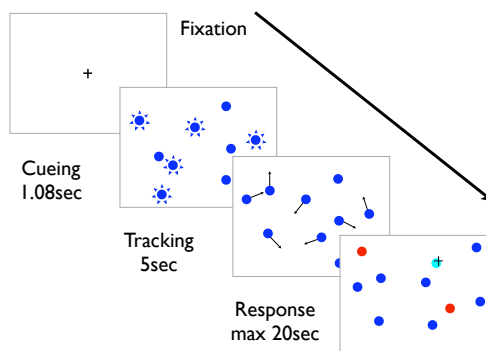 Fixation
Cueing
1.08sec
Tracking
5sec
Response
max 20sec